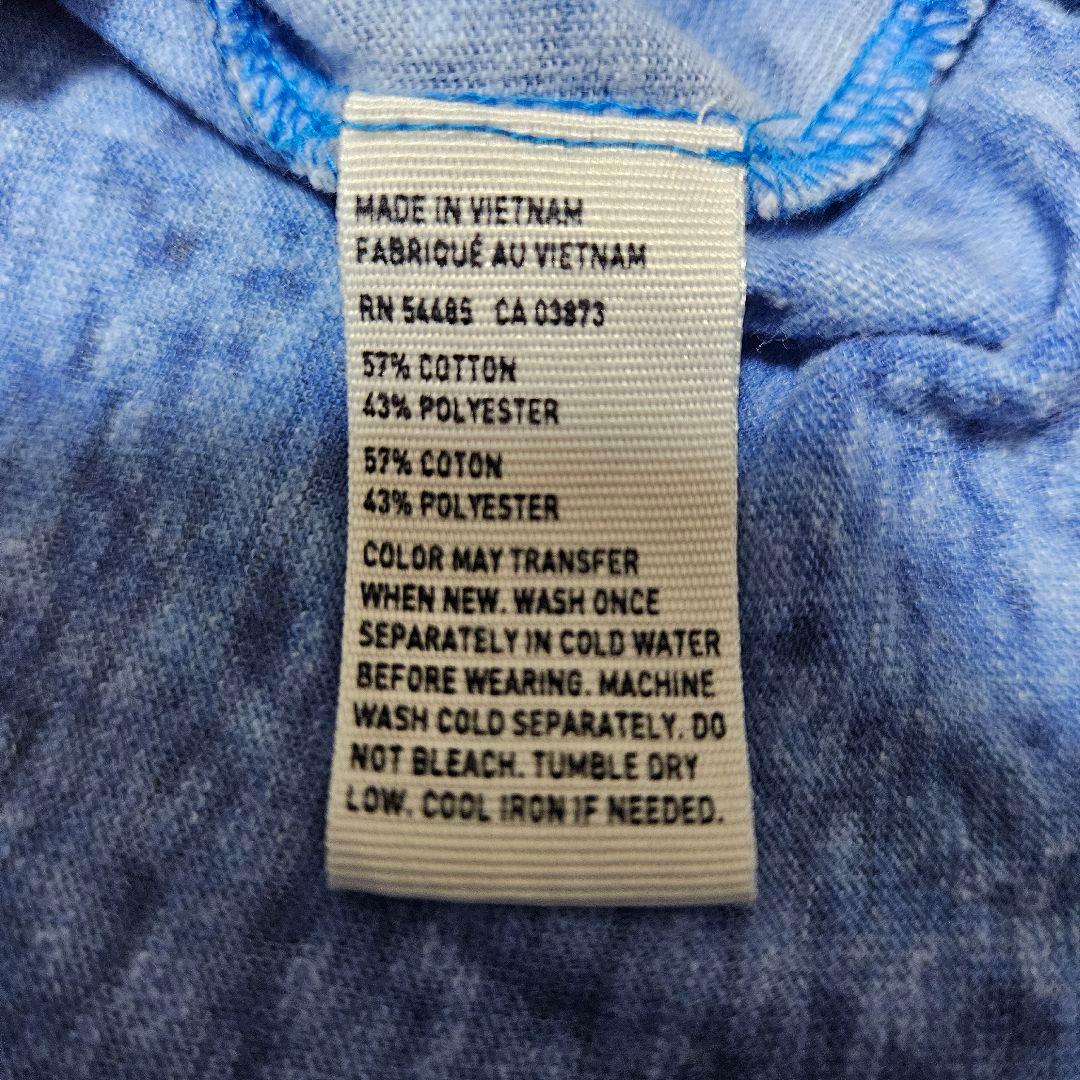 MADE IN VIETNAM
FABRIQUÉ AU VIETNAM
RN 54485 CA 03873
57% COTTON
43% POLYESTER
57% COTON
43% POLYESTER
COLOR MAY TRANSFER
WHEN NEW. WASH ONCE
SEPARATELY IN COLD WATER
BEFORE WEARING. MACHINE
WASH COLD SEPARATELY. DO
NOT BLEACH. TUMBLE DRY
LOW. COOL IRON IF NEEDED.